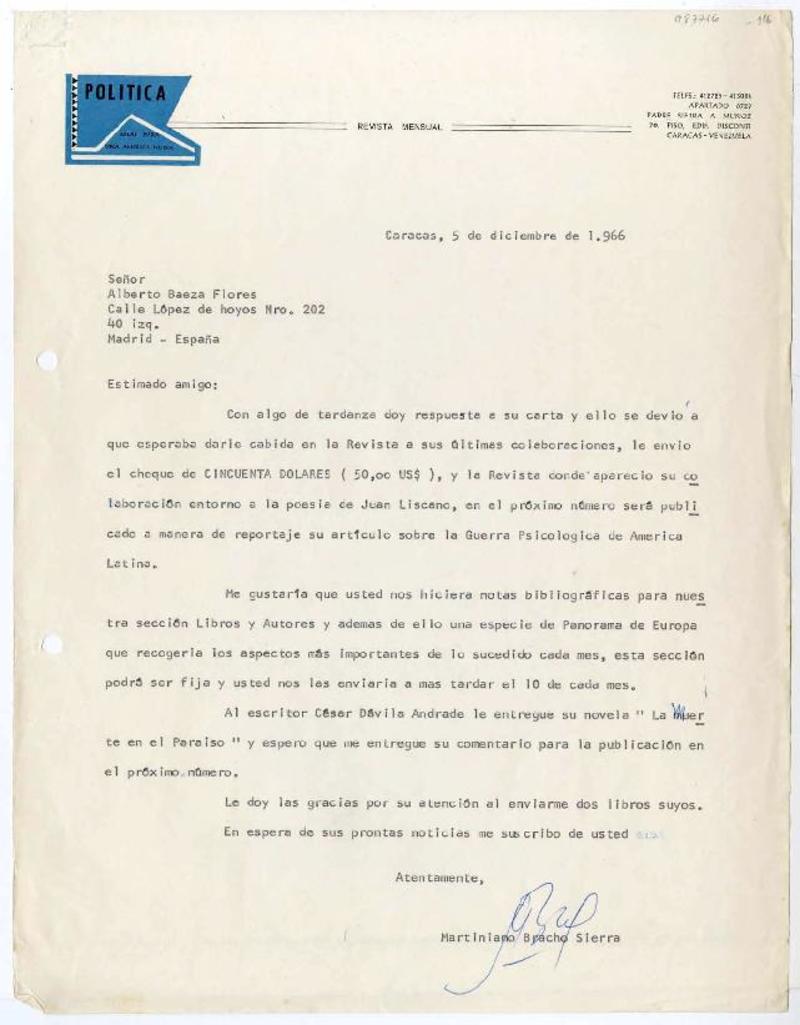 POLITICA
REVISTA MENSUAL
APARTADO
CARACAS - VENEZUELA
Caracas, 5 de diciembre de 1.966
Señor
Alberto Baeza Flores
Calle López de hoyos Nro. 202
40 izq.
Madrid - España
Estimado amigo:
Con algo de tardanza doy respuesta a su carta y ello se devio a
que esperaba darle cabida en la Revista a sus últimas colaboraciones, le envio
el cheque de CINCUENTA DOLARES ( 50,oo US$ ), y la Revista donde aparecio su co
laboración entorno a la poesia de Juan Liscano, en el próximo número será publi
cado a manera de reportaje su artículo sobre la Guerra Psicologica de America
Latina.
Me gustaría que usted nos hiciera notas bibliográficas para nues
tra sección Libros y Autores y ademas de ello una especie de Panorama de Europa
que recogeria los aspectos más importantes de lo sucedido cada mes, esta sección
podrá ser fija y usted nos las enviaria a mas tardar el 10 de cada mes.
Al escritor César Dávila Andrade le entregue su novela " La Muer
te en el Paraiso " y espero que me entregue su comentario para la publicación en
el próximo número.
Le doy las gracias por su atención al enviarme dos libros suyos.
En espera de sus prontas noticias me suscribo de usted
Atentamente,
Martiniano Bracho Sierra